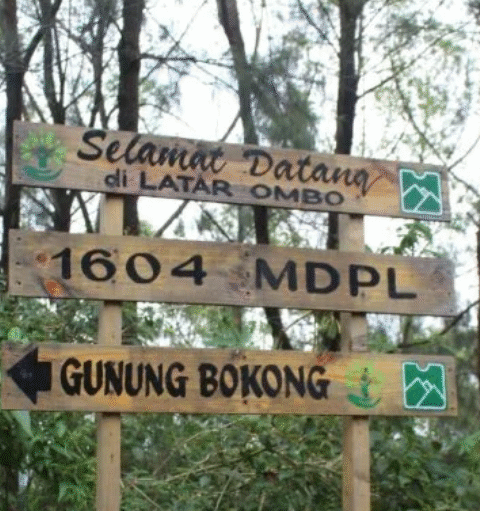 Selamat Datang
di LATAR OMBO
1604 MDPL
GUNUNG BOKONG